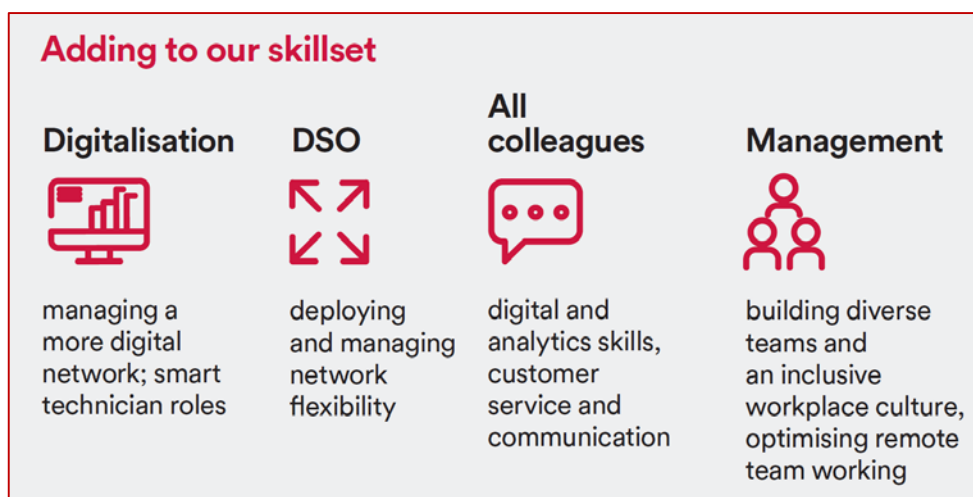 Adding to our skillset
Digitalisation
managing a
more digital
network; smart
technician roles
DSO
deploying
and managing
network
flexibility
All
colleagues
digital and
analytics skills,
customer
service and
communication
Management
building diverse
teams and
an inclusive
workplace culture,
optimising remote
team working